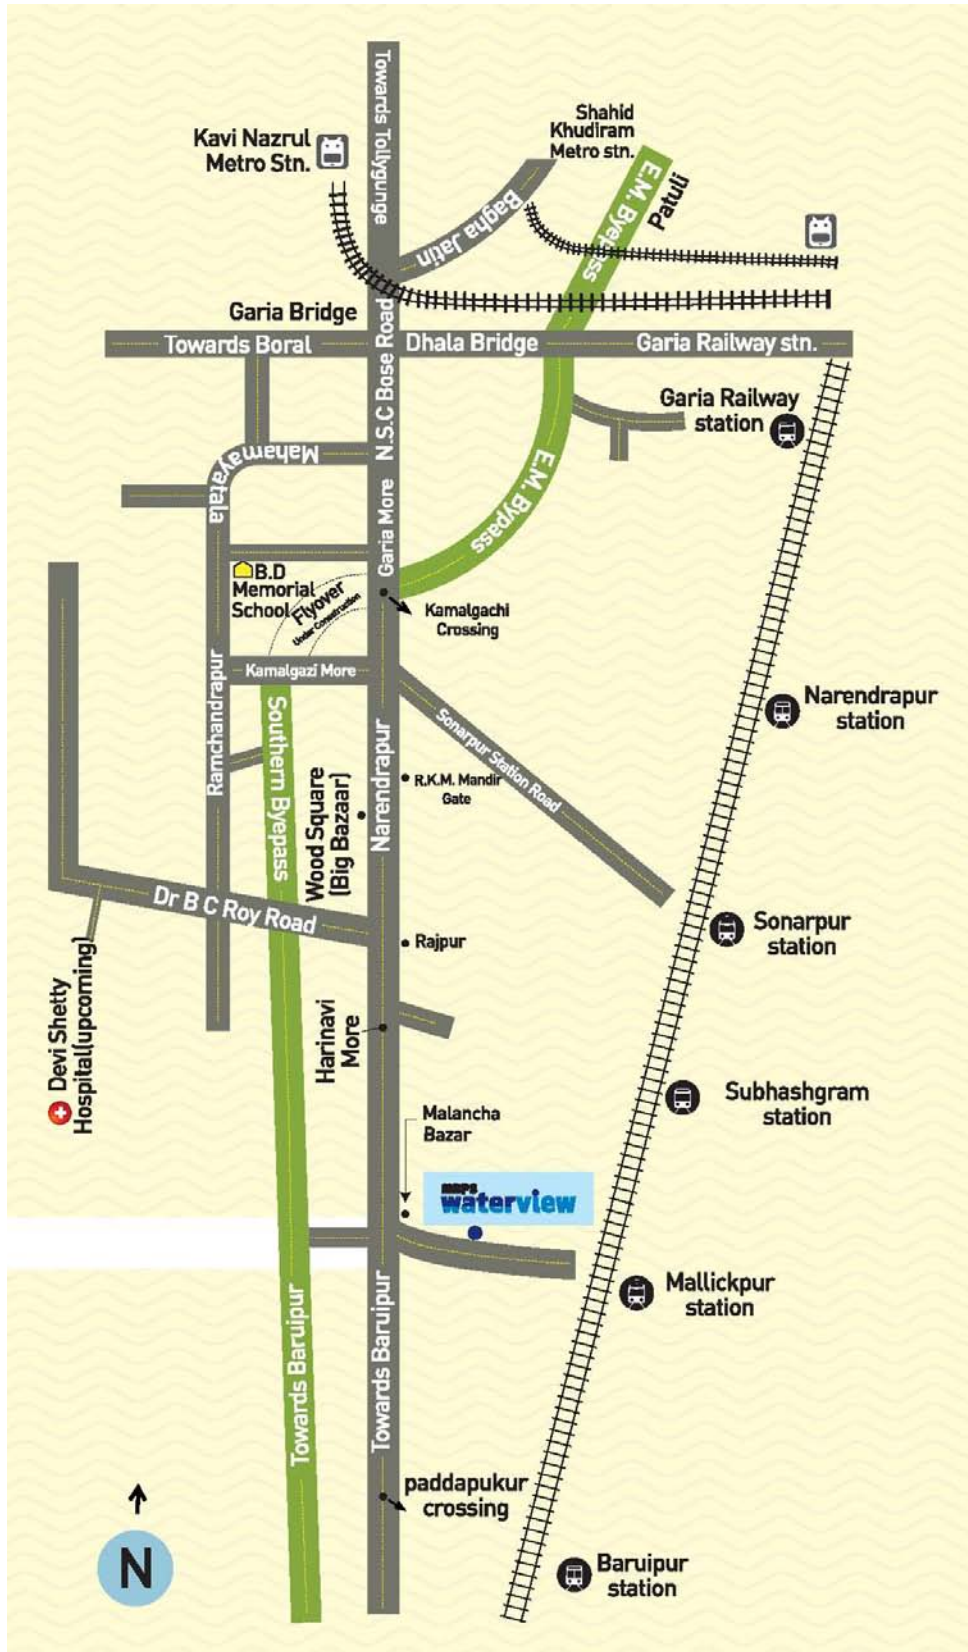 Towards Tollygunge
Shahid
Khudiram
Metro stn.
Kavi Nazrul
Metro Stn.
E.M. Byepass
Patuli
Bagha Jatin
Garia Bridge
Towards Boral
N.S.C Bose Road
Dhala Bridge
Garia Railway stn.
Garia Railway
station
Mahamayatala
E.M. Bypass
Garia More
B.D
Memorial
School
Flyover
Under Construction
Kamalgachi
Crossing
Kamalgazi More
Ramchandrapur
Southern Byepass
Narendrapur
Sonarpur Station Road
Narendrapur
station
R.K.M. Mandir
Gate
Wood Square
(Big Bazaar)
Dr B C Roy Road
Rajpur
Sonarpur
station
Devi Shetty
Hospital(upcoming)
Harinavi
More
Subhashgram
station
Malancha
Bazar
maps
waterview
Mallickpur
station
Towards Baruipur
Towards Baruipur
paddapukur
crossing
N
Baruipur
station